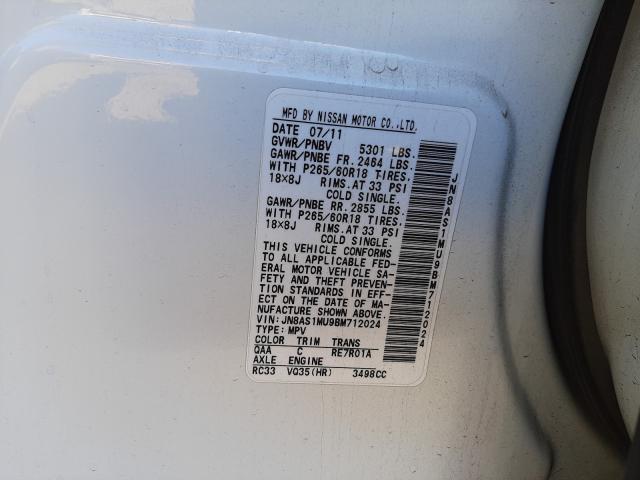 MFD BY NISSAN MOTOR CO.,LTD.
DATE 07/11
GVWR/PNBV 5301 LBS.
GAWR/PNBE FR. 2464 LBS.
WITH P265/60R18 TIRES.
18×8J RIMS.AT 33 PSI
COLD SINGLE.
GAWR/PNBE RR. 2855 LBS.
WITH P265/60R18 TIRES.
18×8J RIMS.AT 33 PSI
COLD SINGLE.
THIS VEHICLE CONFORMS
TO ALL APPLICABLE FED-
ERAL MOTOR VEHICLE SA-
FETY AND THEFT PREVEN-
TION STANDARDS IN EFF-
ECT ON THE DATE OF MA-
NUFACTURE SHOWN ABOVE.
VIN: JN8AS1MU9BM712024
TYPE: MPV
COLOR TRIM TRANS
QAA C RE7R01A
AXLE ENGINE
RC33 VQ35(HR) 3498CC
JN8AS1MU9BM712024